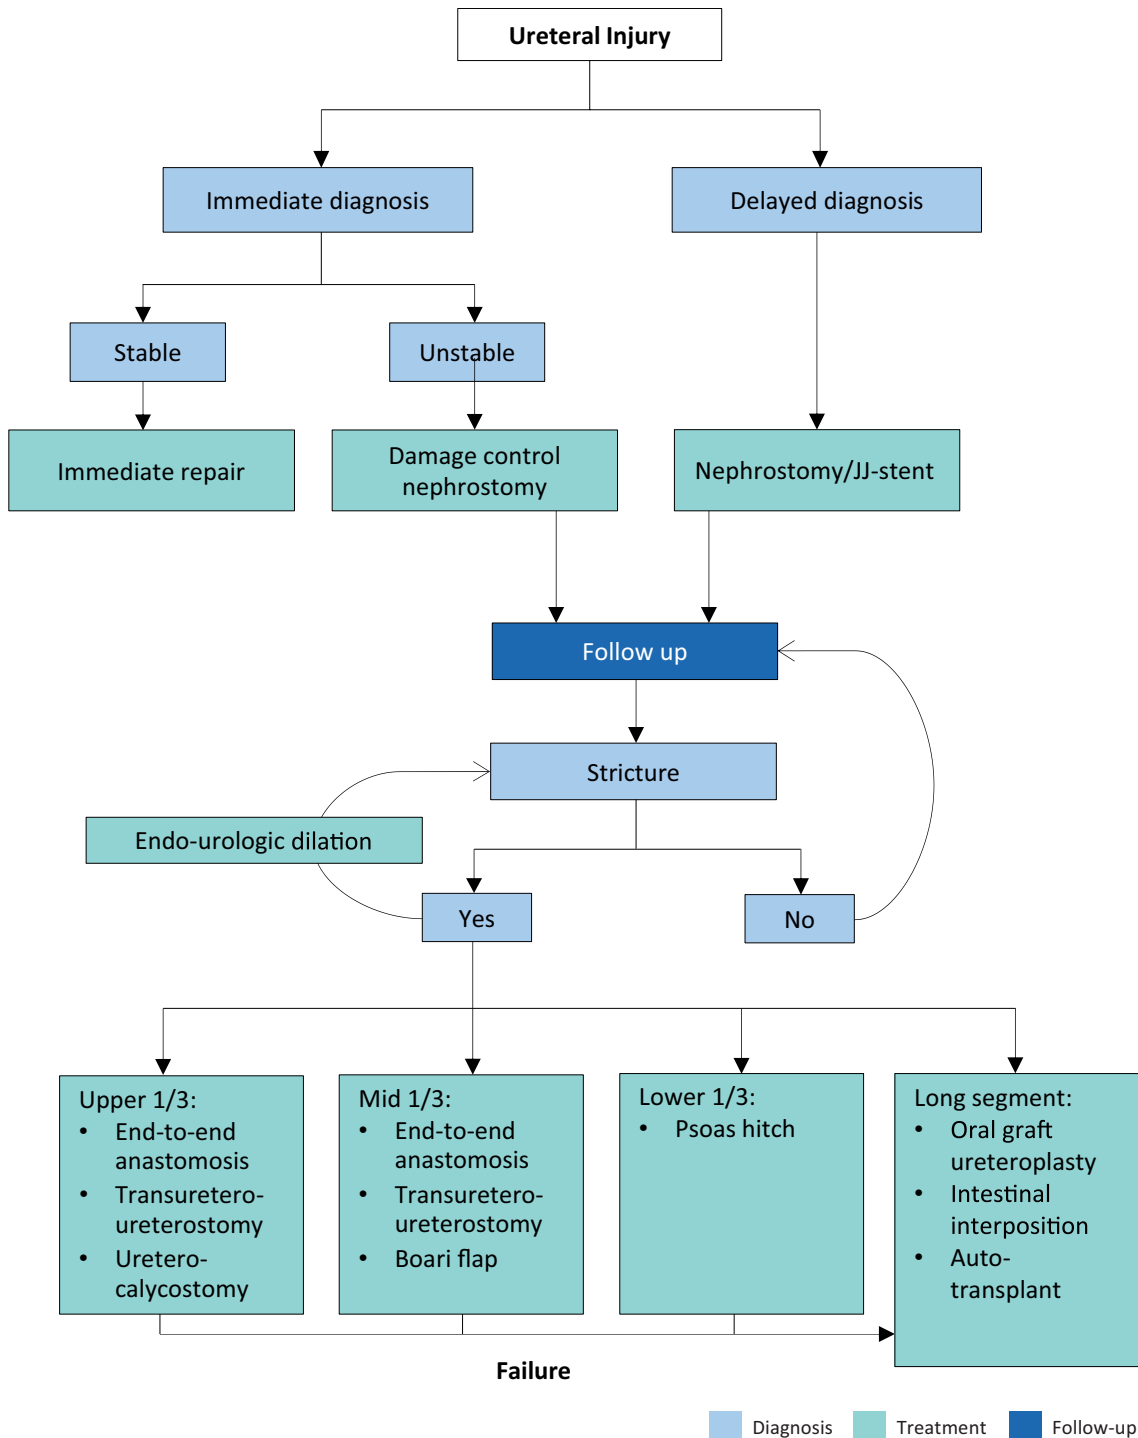 Ureteral Injury
Immediate diagnosis
Delayed diagnosis
Stable
Unstable
Immediate repair
Damage control
nephrostomy
Nephrostomy/JJ-stent
Follow up
Stricture
Endo-urologic dilation
Yes
No
Upper 1/3:
• End-to-end
anastomosis
• Transuretero-
ureterostomy
• Uretero-
calycostomy
Mid 1/3:
• End-to-end
anastomosis
• Transuretero-
ureterostomy
• Boari flap
Lower 1/3:
• Psoas hitch
Long segment:
• Oral graft
ureteroplasty
• Intestinal
interposition
• Auto-
transplant
Failure
Diagnosis
Treatment
Follow-up